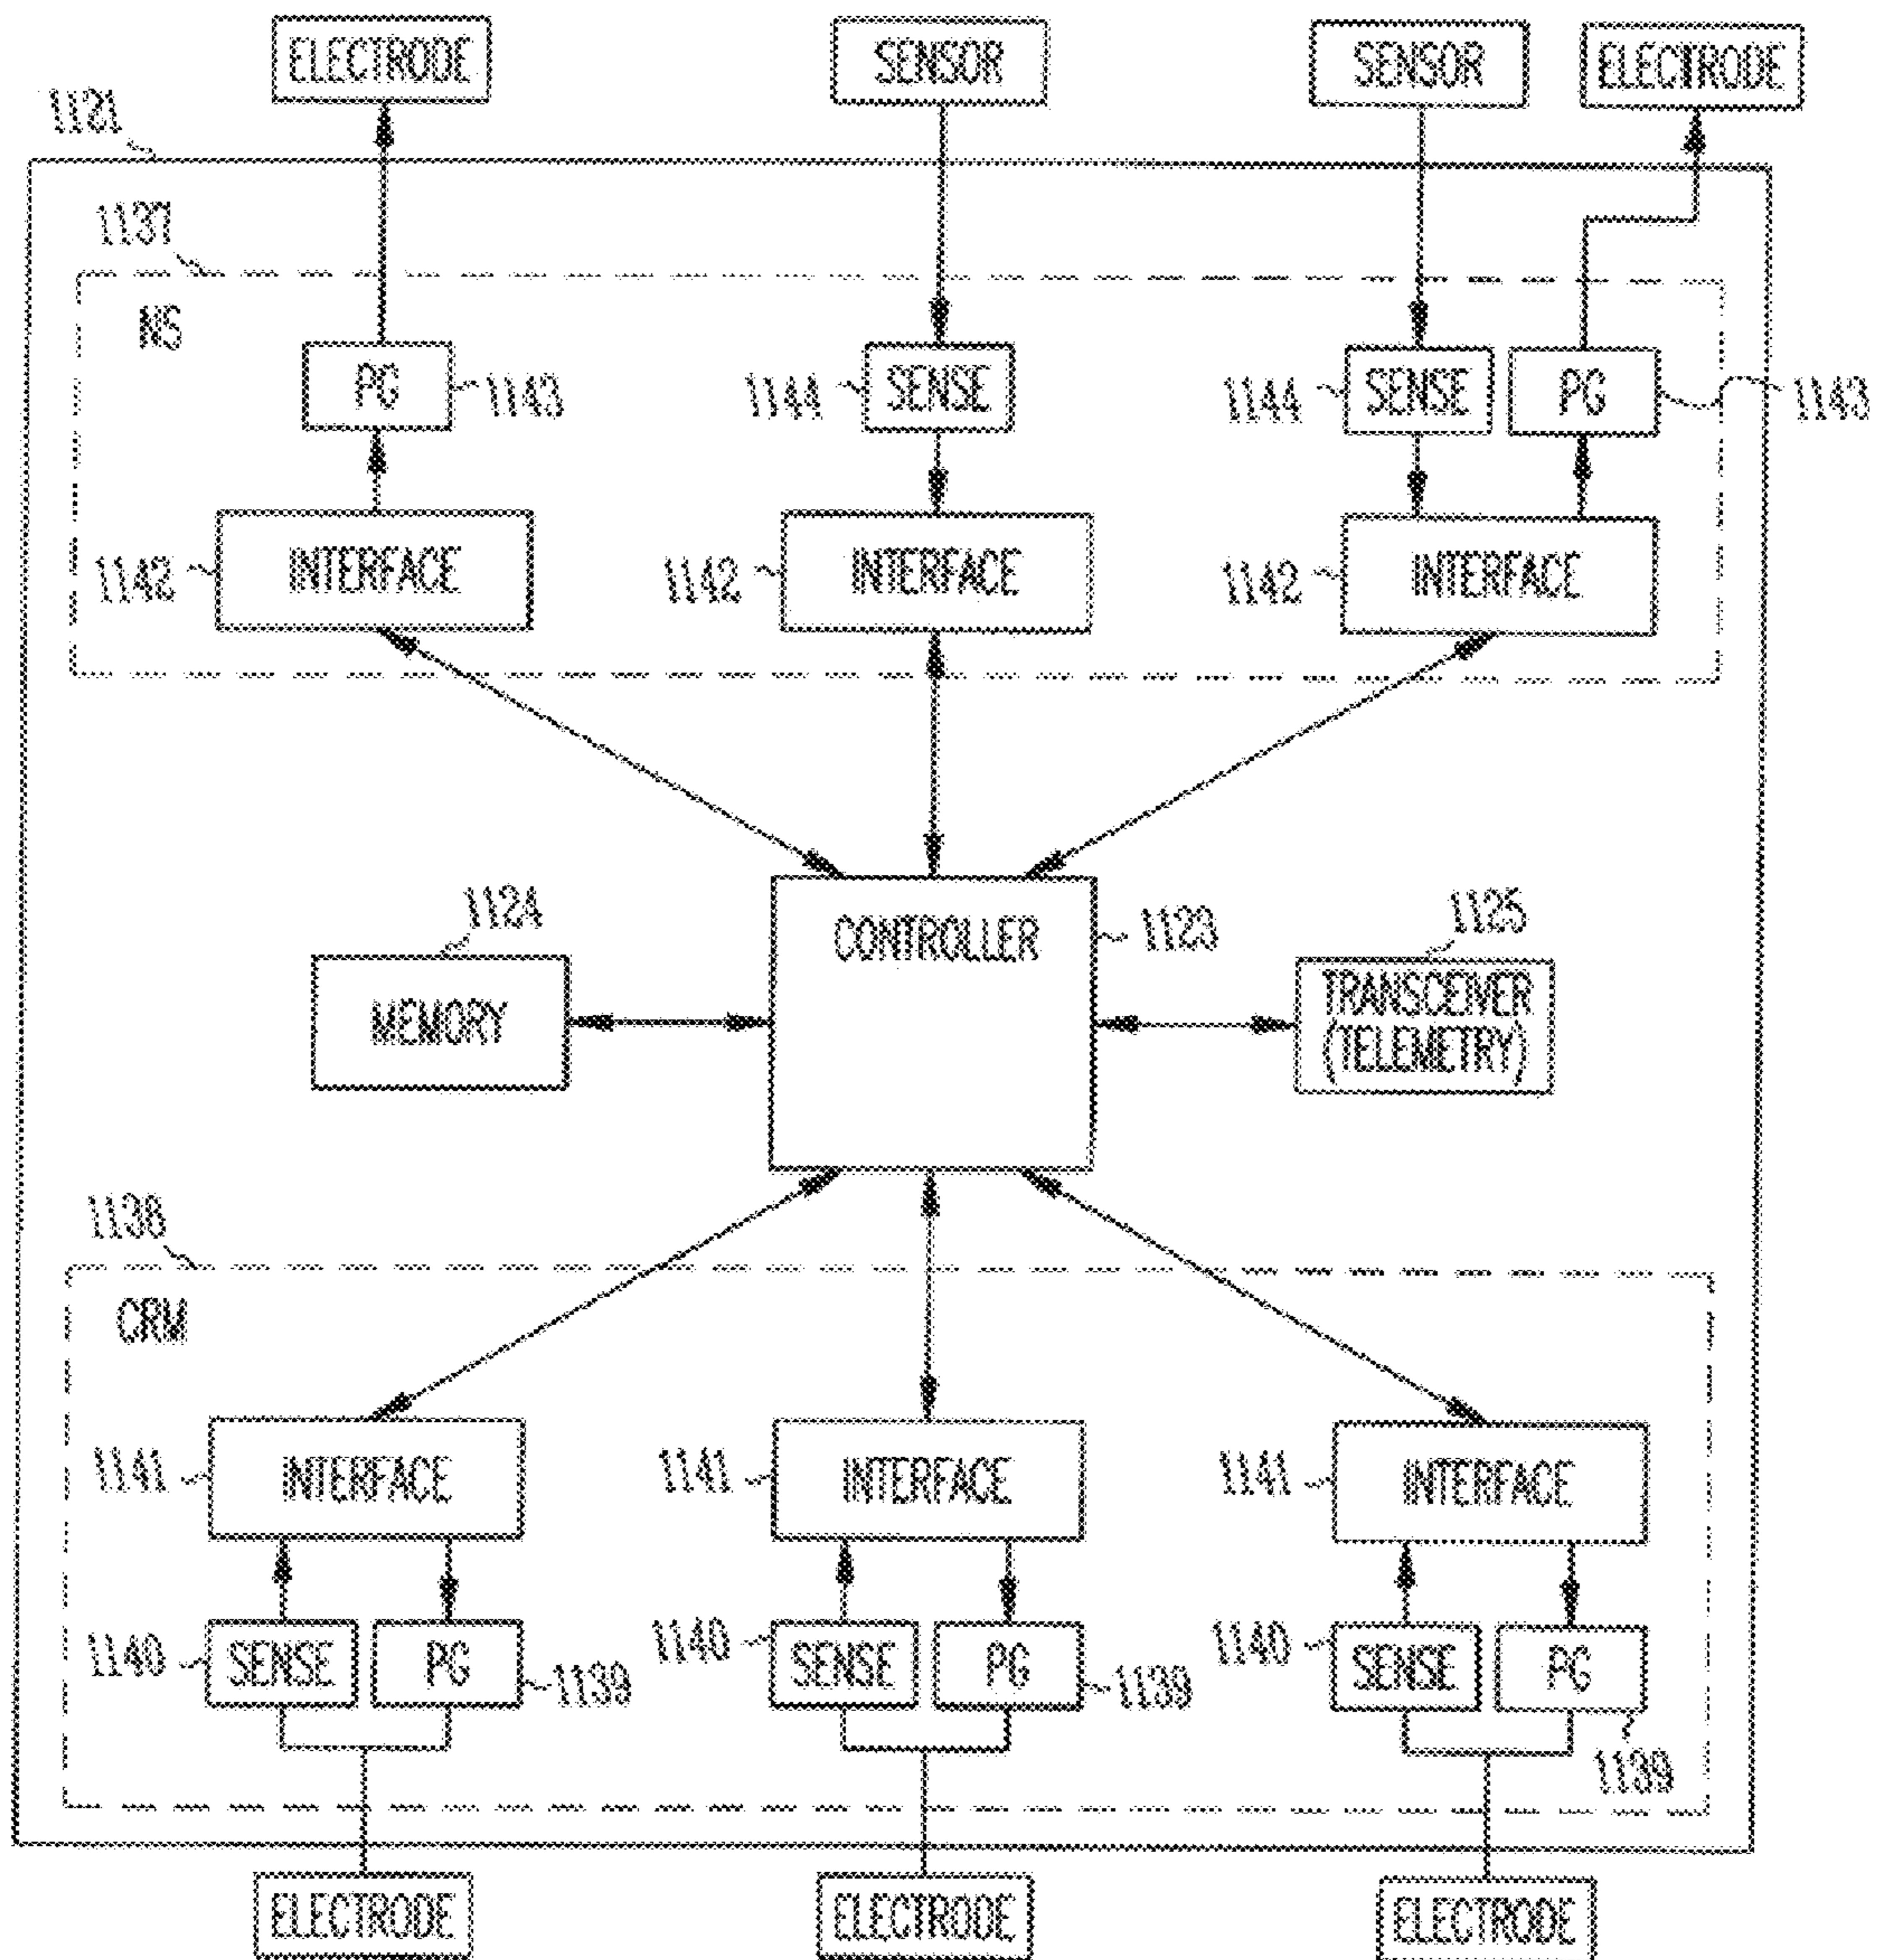 ELECTRODE
SENSOR
SENSOR
ELECTRODE
1121
1137
NS
PG
1143
1144
SENSE
1144
SENSE
PG
1143
1142
INTERFACE
1142
INTERFACE
1142
INTERFACE
1124
MEMORY
CONTROLLER
1123
1125
TRANSCEIVER
(TELEMETRY)
1138
CRM
1141
INTERFACE
1141
INTERFACE
1141
INTERFACE
1140
SENSE
PG
1139
1140
SENSE
PG
1139
1140
SENSE
PG
1139
ELECTRODE
ELECTRODE
ELECTRODE